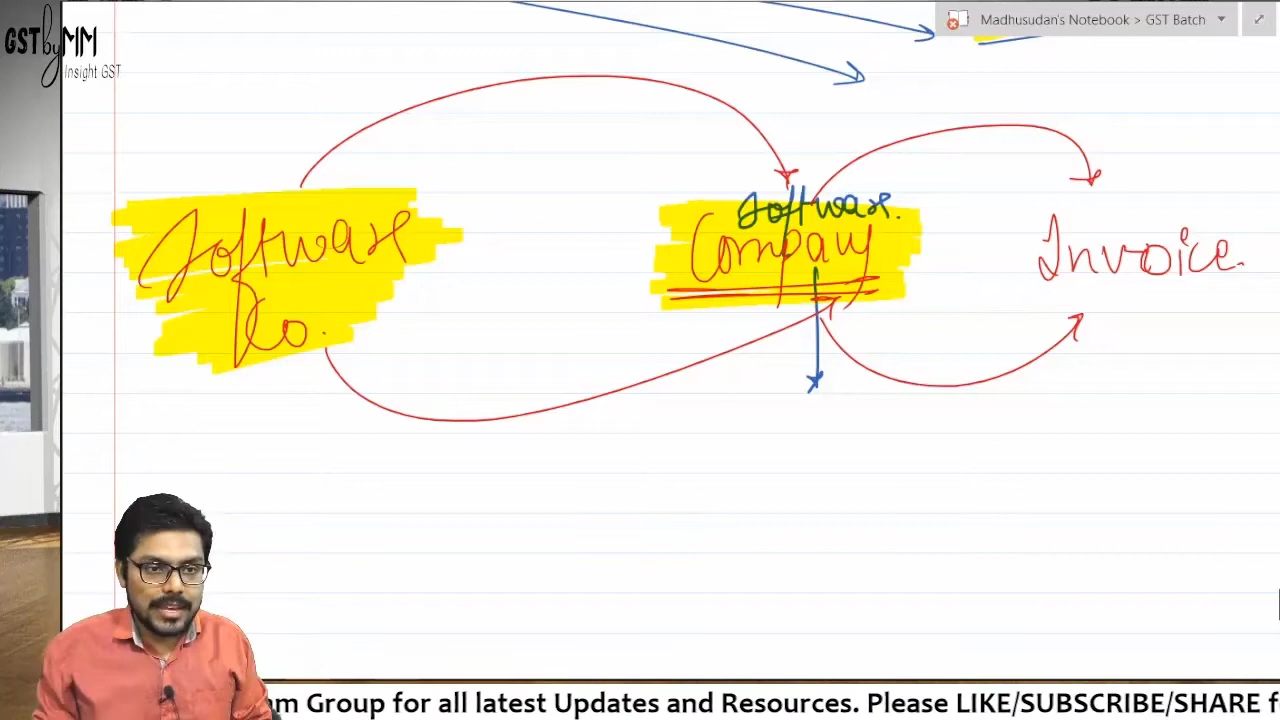 GST by MM
Insight GST
Madhusudan's Notebook > GST Batch
Software
Co.
Software.
Company
Invoice.
am Group for all latest Updates and Resources. Please LIKE/SUBSCRIBE/SHARE f